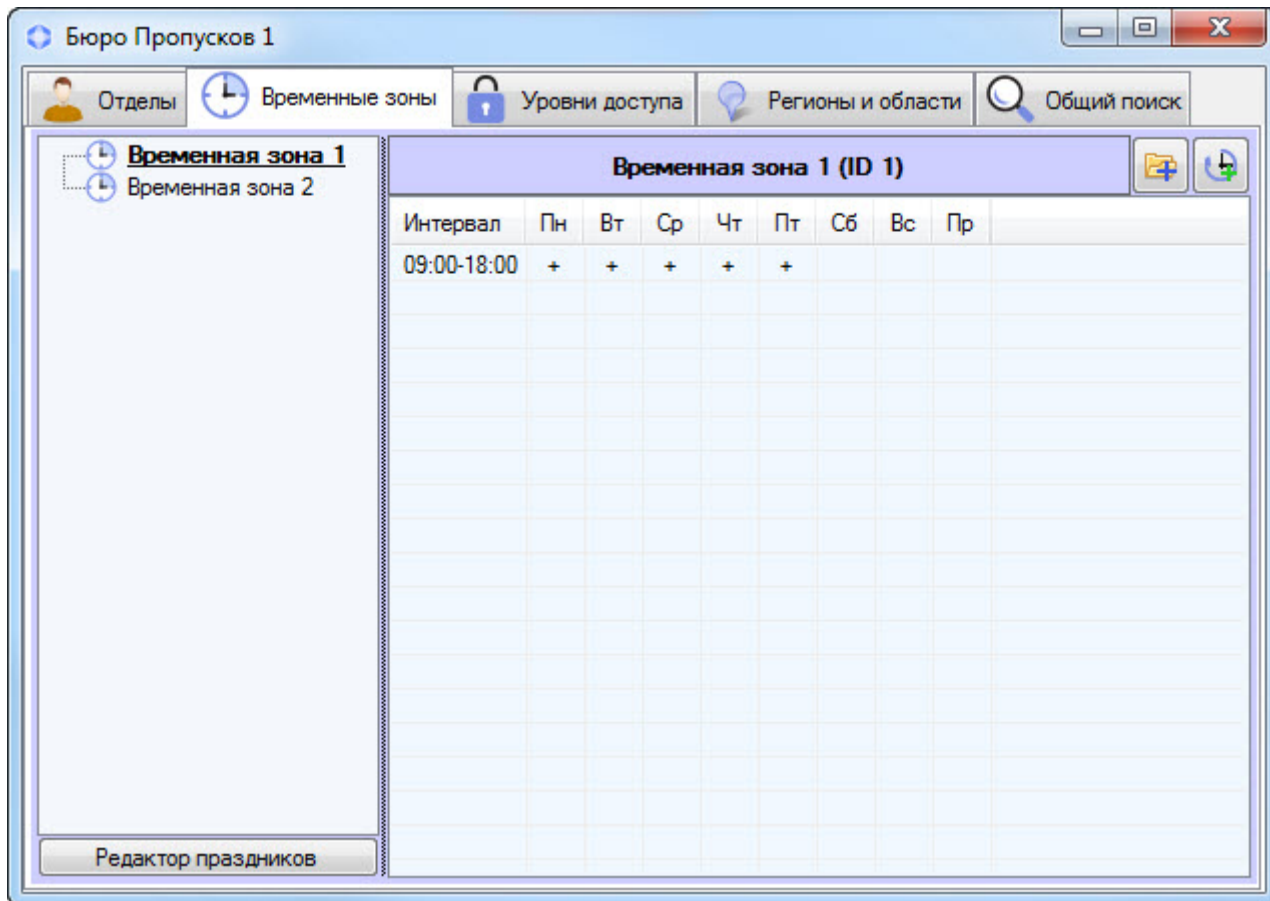 Бюро Пропусков 1
Отделы Временные зоны Уровни доступа Регионы и области Общий поиск
Временная зона 1
Временная зона 2
Временная зона 1 (ID 1)
Интервал Пн Вт Ср Чт Пт Сб Вс Пр
09:00-18:00 + + + + +
Редактор праздников